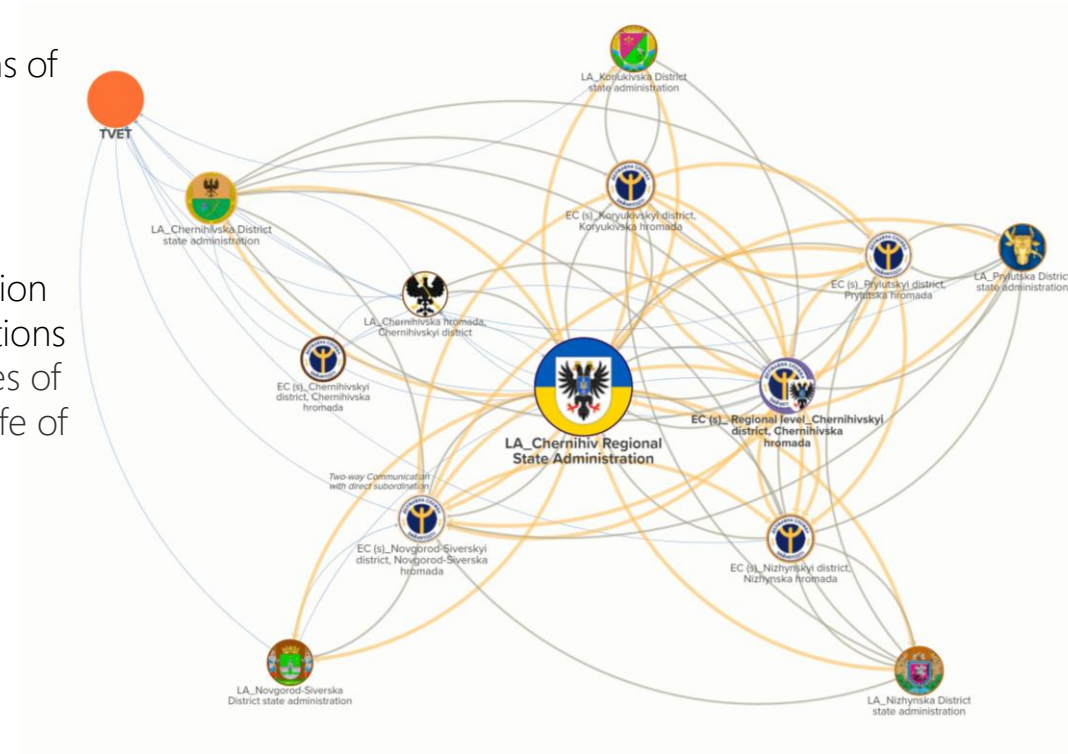 ns of
ion
tions
es of
fe of
LA_Koriukivska District
state administration
TVET
LA_Chernihivska District
state administration
EC (s)_Koryukivskyi district,
Koryukivska hromada
EC (s)_Prylutskyi district,
Prylutska hromada
LA_Prylutska District
state administration
LA_Chernihivska hromada,
Chernihivskyi district
EC (s)_Chernihivskyi
district, Chernihivska
hromada
LA_Chernihiv Regional
State Administration
EC (s)_ Regional level_Chernihivskyi
district, Chernihivska
hromada
Two-way Communication
with direct subordination
EC (s)_Novgorod-Siverskyi
district, Novgorod-Siverska
hromada
EC (s)_Nizhynskyi district,
Nizhynska hromada
LA_Novgorod-Siverska
District state administration
LA_Nizhynska District
state administration